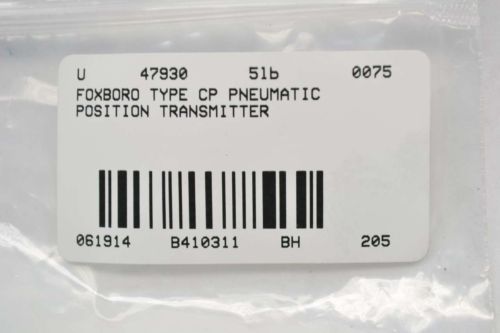 U 47930 51b 0075
FOXBORO TYPE CP PNEUMATIC
POSITION TRANSMITTER
061914 B410311 BH 205